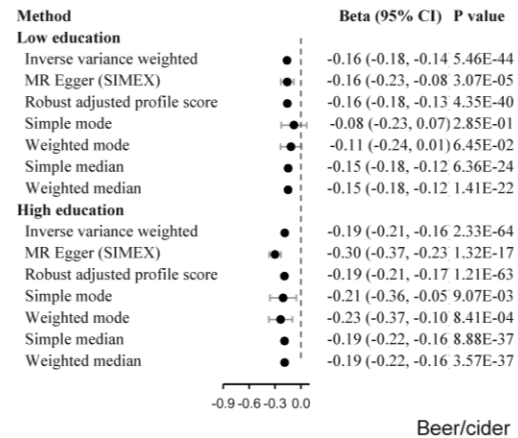 Method Beta (95% CI) P value
Low education
Inverse variance weighted -0.16 (-0.18, -0.14 5.46E-44
MR Egger (SIMEX) -0.16 (-0.23, -0.08 3.07E-05
Robust adjusted profile score -0.16 (-0.18, -0.13 4.35E-40
Simple mode -0.08 (-0.23, 0.07) 2.85E-01
Weighted mode -0.11 (-0.24, 0.01) 6.45E-02
Simple median -0.15 (-0.18, -0.12 6.36E-24
Weighted median -0.15 (-0.18, -0.12 1.41E-22
High education
Inverse variance weighted -0.19 (-0.21, -0.16 2.33E-64
MR Egger (SIMEX) -0.30 (-0.37, -0.23 1.32E-17
Robust adjusted profile score -0.19 (-0.21, -0.17 1.21E-63
Simple mode -0.21 (-0.36, -0.05 9.07E-03
Weighted mode -0.23 (-0.37, -0.10 8.41E-04
Simple median -0.19 (-0.22, -0.16 8.88E-37
Weighted median -0.19 (-0.22, -0.16 3.57E-37
-0.9 -0.6 -0.3 0.0
Beer/cider